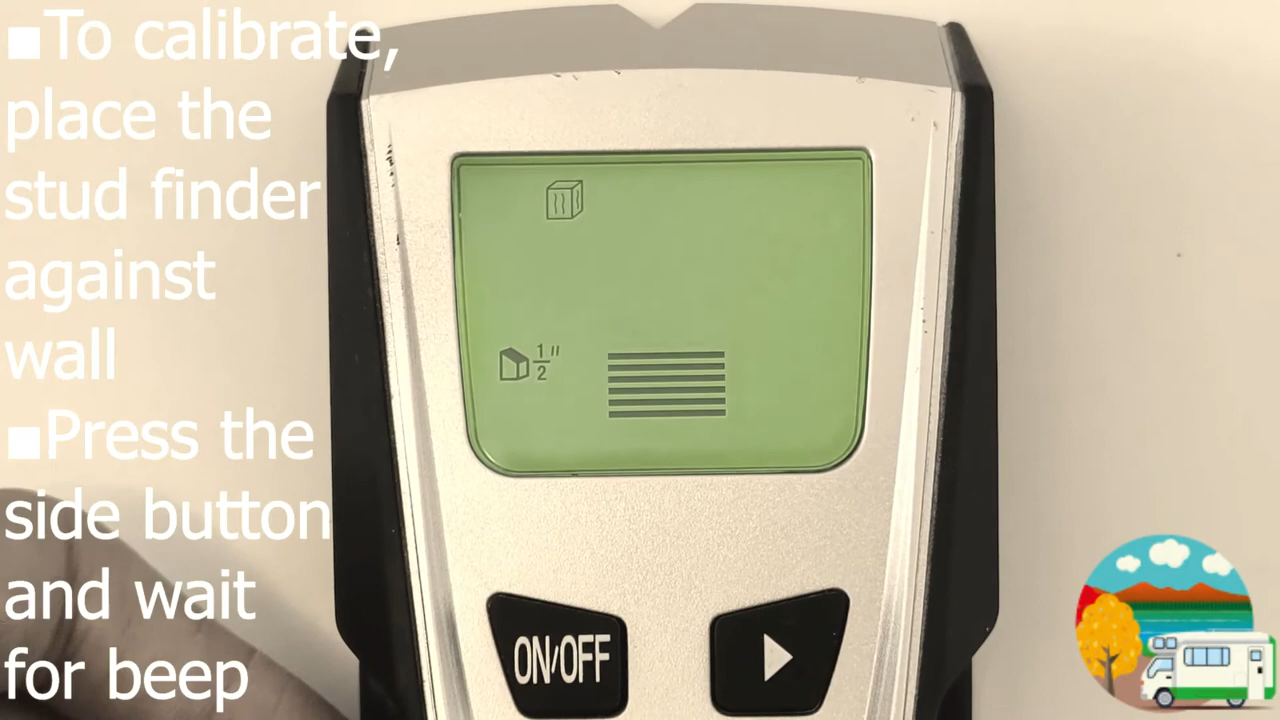 ■To calibrate,
place the
stud finder
against
wall
■Press the
side button
and wait
for beep
1/2"
ON/OFF